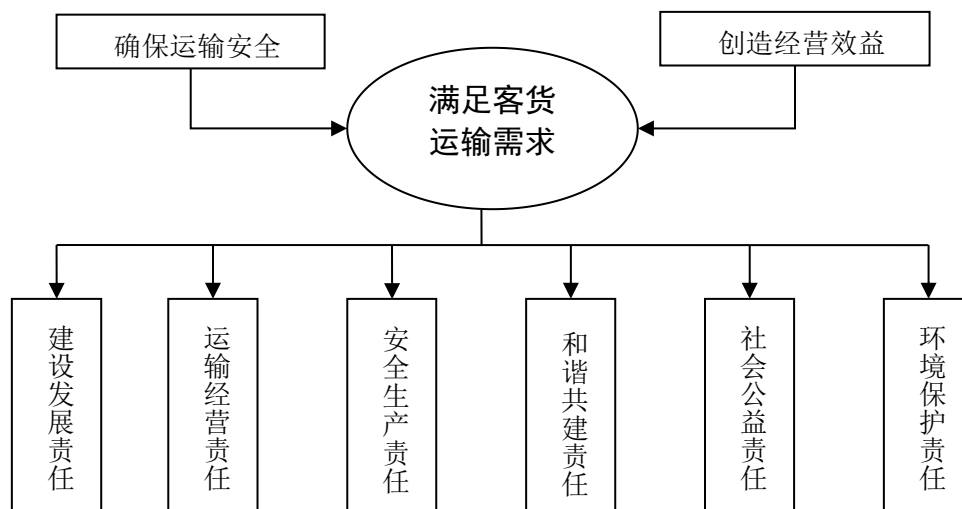 确保运输安全
创造经营效益
满足客货
运输需求
建设发展责任
运输经营责任
安全生产责任
和谐共建责任
社会公益责任
环境保护责任